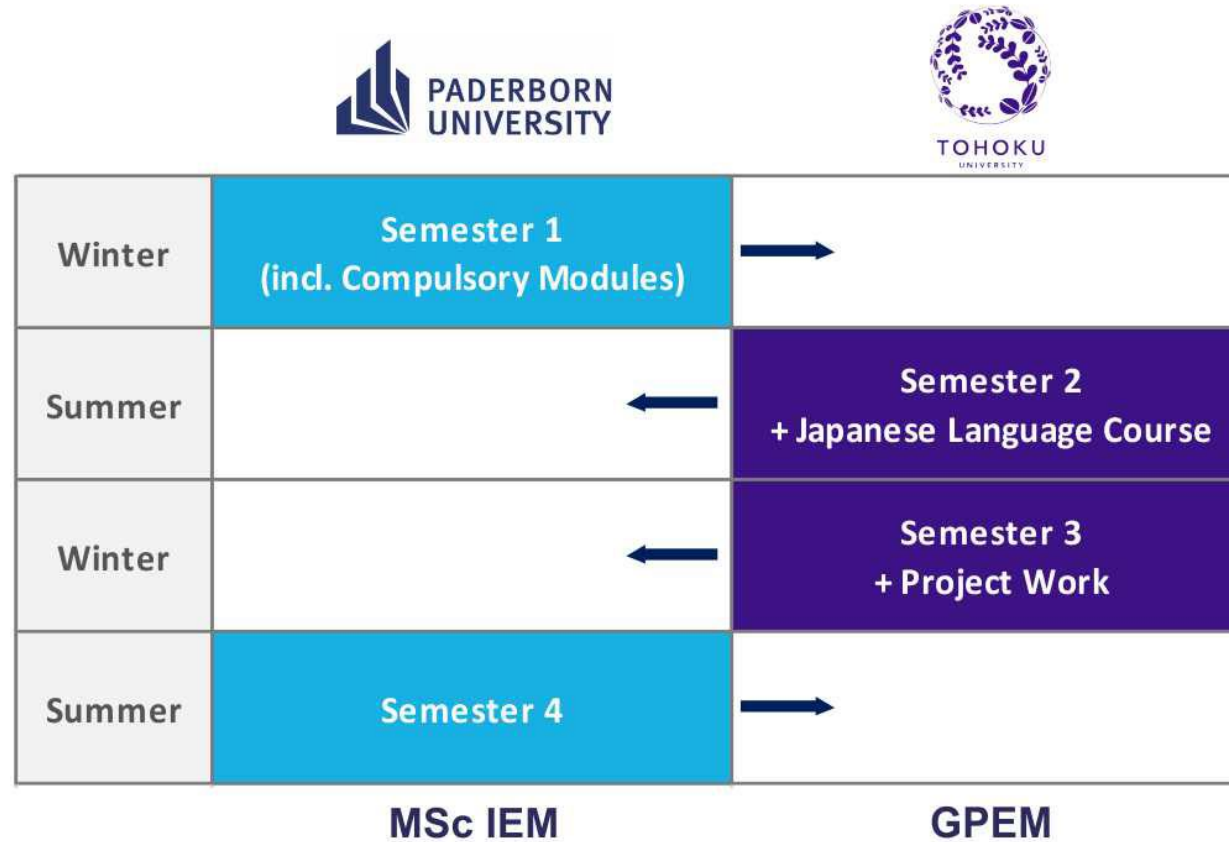 PADERBORN
UNIVERSITY
TOHOKU
UNIVERSITY
Winter
Semester 1
(incl. Compulsory Modules)
Summer
Semester 2
+ Japanese Language Course
Winter
Semester 3
+ Project Work
Summer
Semester 4
MSc IEM
GPEM